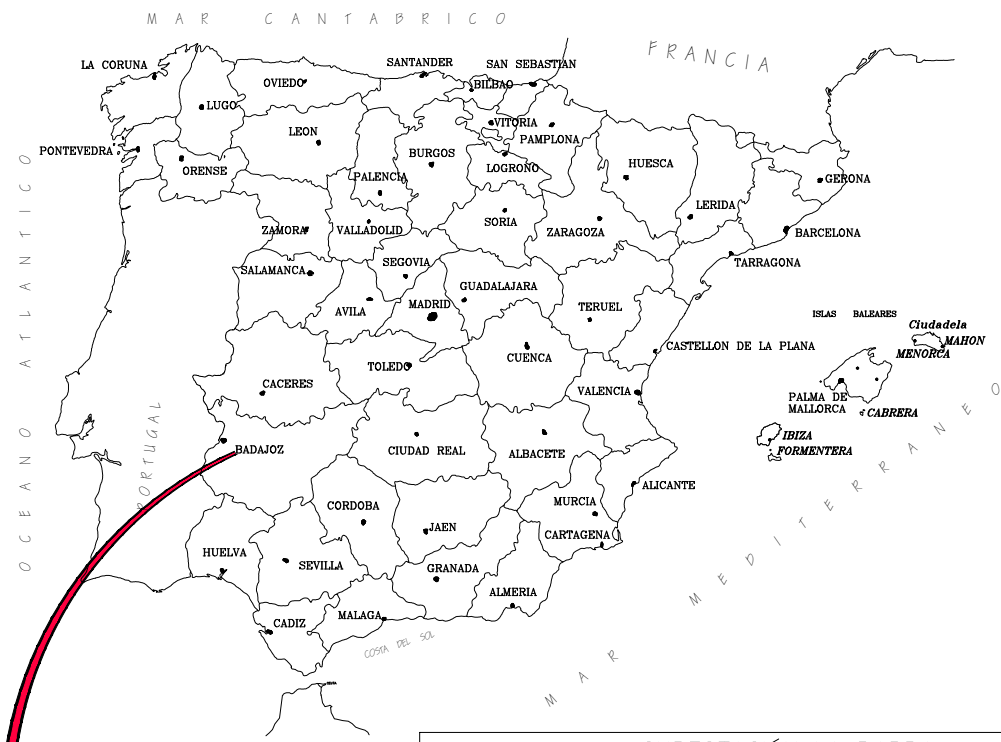 MAR CANTABRICO
FRANCIA
SANTANDER
SAN SEBASTIAN
LA CORUNA
OVIEDO
BILBAO
LUGO
VITORIA
LEON
PAMPLONA
PONTEVEDRA
BURGOS
HUESCA
ORENSE
LOGROÑO
PALENCIA
GERONA
LERIDA
SORIA
ZAMORA
VALLADOLID
ZARAGOZA
BARCELONA
SEGOVIA
TARRAGONA
SALAMANCA
GUADALAJARA
AVILA
MADRID
TERUEL
ISLAS BALEARES
Ciudadela
MAHON
MENORCA
CASTELLON DE LA PLANA
CUENCA
TOLEDO
CACERES
VALENCIA
PALMA DE
MALLORCA
CABRERA
OCEANO ATLANTICO
PORTUGAL
IBIZA
FORMENTERA
BADAJOZ
CIUDAD REAL
ALBACETE
ALICANTE
MURCIA
CORDOBA
JAEN
CARTAGENA
HUELVA
SEVILLA
GRANADA
ALMERIA
MALAGA
CADIZ
COSTA DEL SOL
MAR MEDITERRANEO